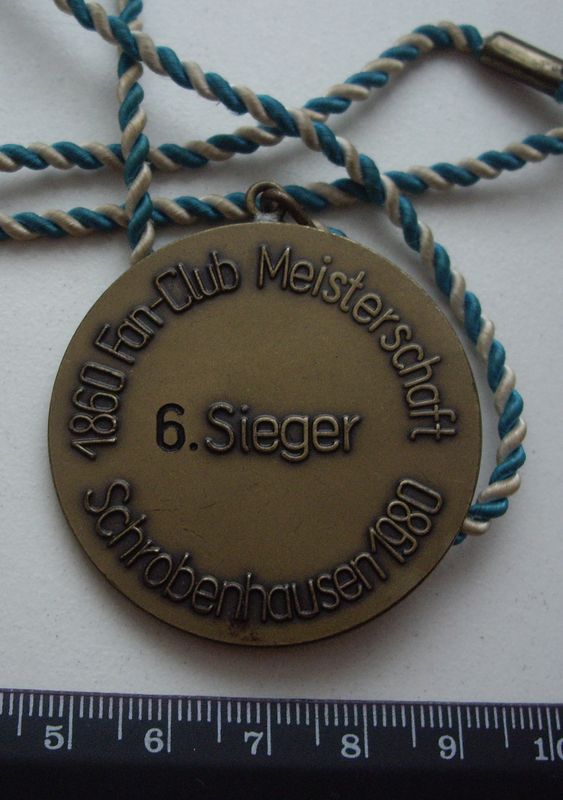 1860 Fan-Club Meisterschaft
6. Sieger
Schrobenhausen 1980
5 6 7 8 9 10